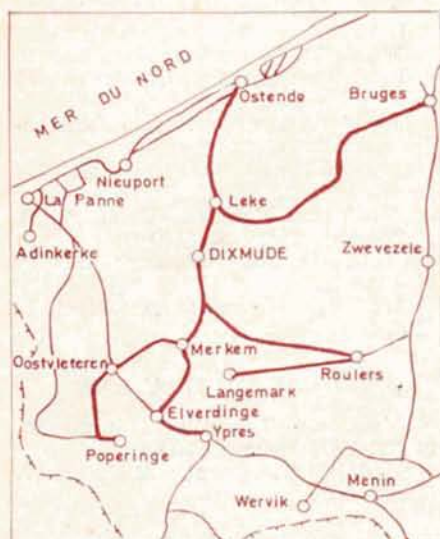 MER DU NORD
Ostende
Bruges
Nieuport
La Panne
Leke
Adinkerke
DIXMUDE
Zwevezele
Merkem
Oostvleteren
Langemark
Roulers
Elverdinge
Ypres
Poperinge
Menin
Wervik